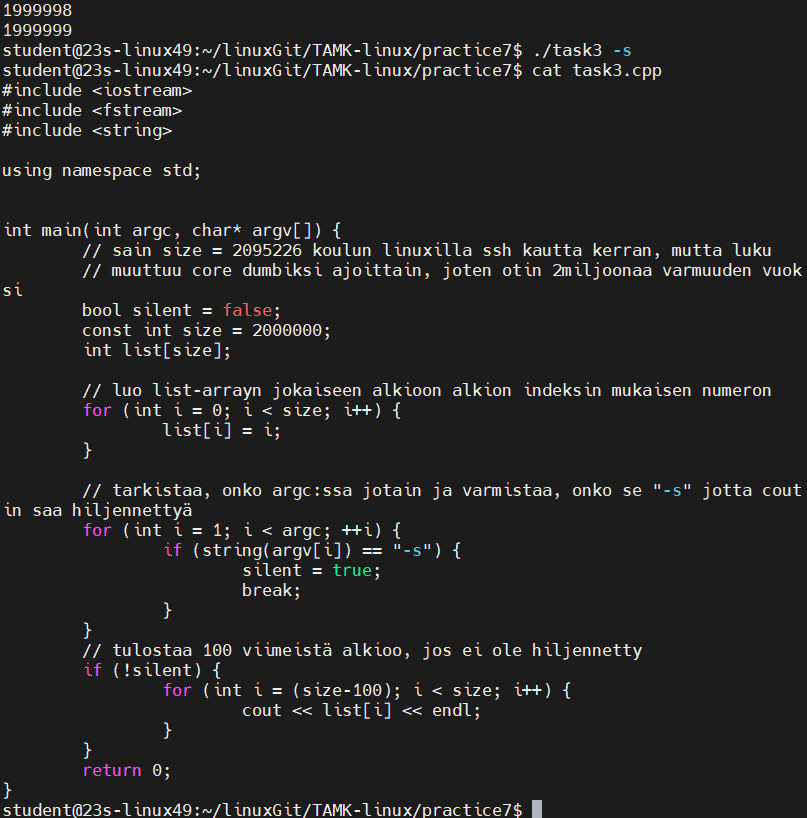 1999998
1999999
student@23s-linux49:~/linuxGit/TAMK-linux/practice7$ ./task3 -s
student@23s-linux49:~/linuxGit/TAMK-linux/practice7$ cat task3.cpp
#include <iostream>
#include <fstream>
#include <string>

using namespace std;


int main(int argc, char* argv[]) {
        // sain size = 2095226 koulun linuxilla ssh kautta kerran, mutta luku
        // muuttuu core dumbiksi ajoittain, joten otin 2miljoonaa varmuuden vuok
si
        bool silent = false;
        const int size = 2000000;
        int list[size];

        // luo list-arrayn jokaiseen alkioon alkion indeksin mukaisen numeron
        for (int i = 0; i < size; i++) {
                list[i] = i;
        }

        // tarkistaa, onko argc:ssa jotain ja varmistaa, onko se "-s" jotta cout
in saa hiljennettyä
        for (int i = 1; i < argc; ++i) {
                if (string(argv[i]) == "-s") {
                        silent = true;
                        break;
                }
        }
        // tulostaa 100 viimeistä alkioo, jos ei ole hiljennetty
        if (!silent) {
                for (int i = (size-100); i < size; i++) {
                        cout << list[i] << endl;
                }
        }
        return 0;
}
student@23s-linux49:~/linuxGit/TAMK-linux/practice7$